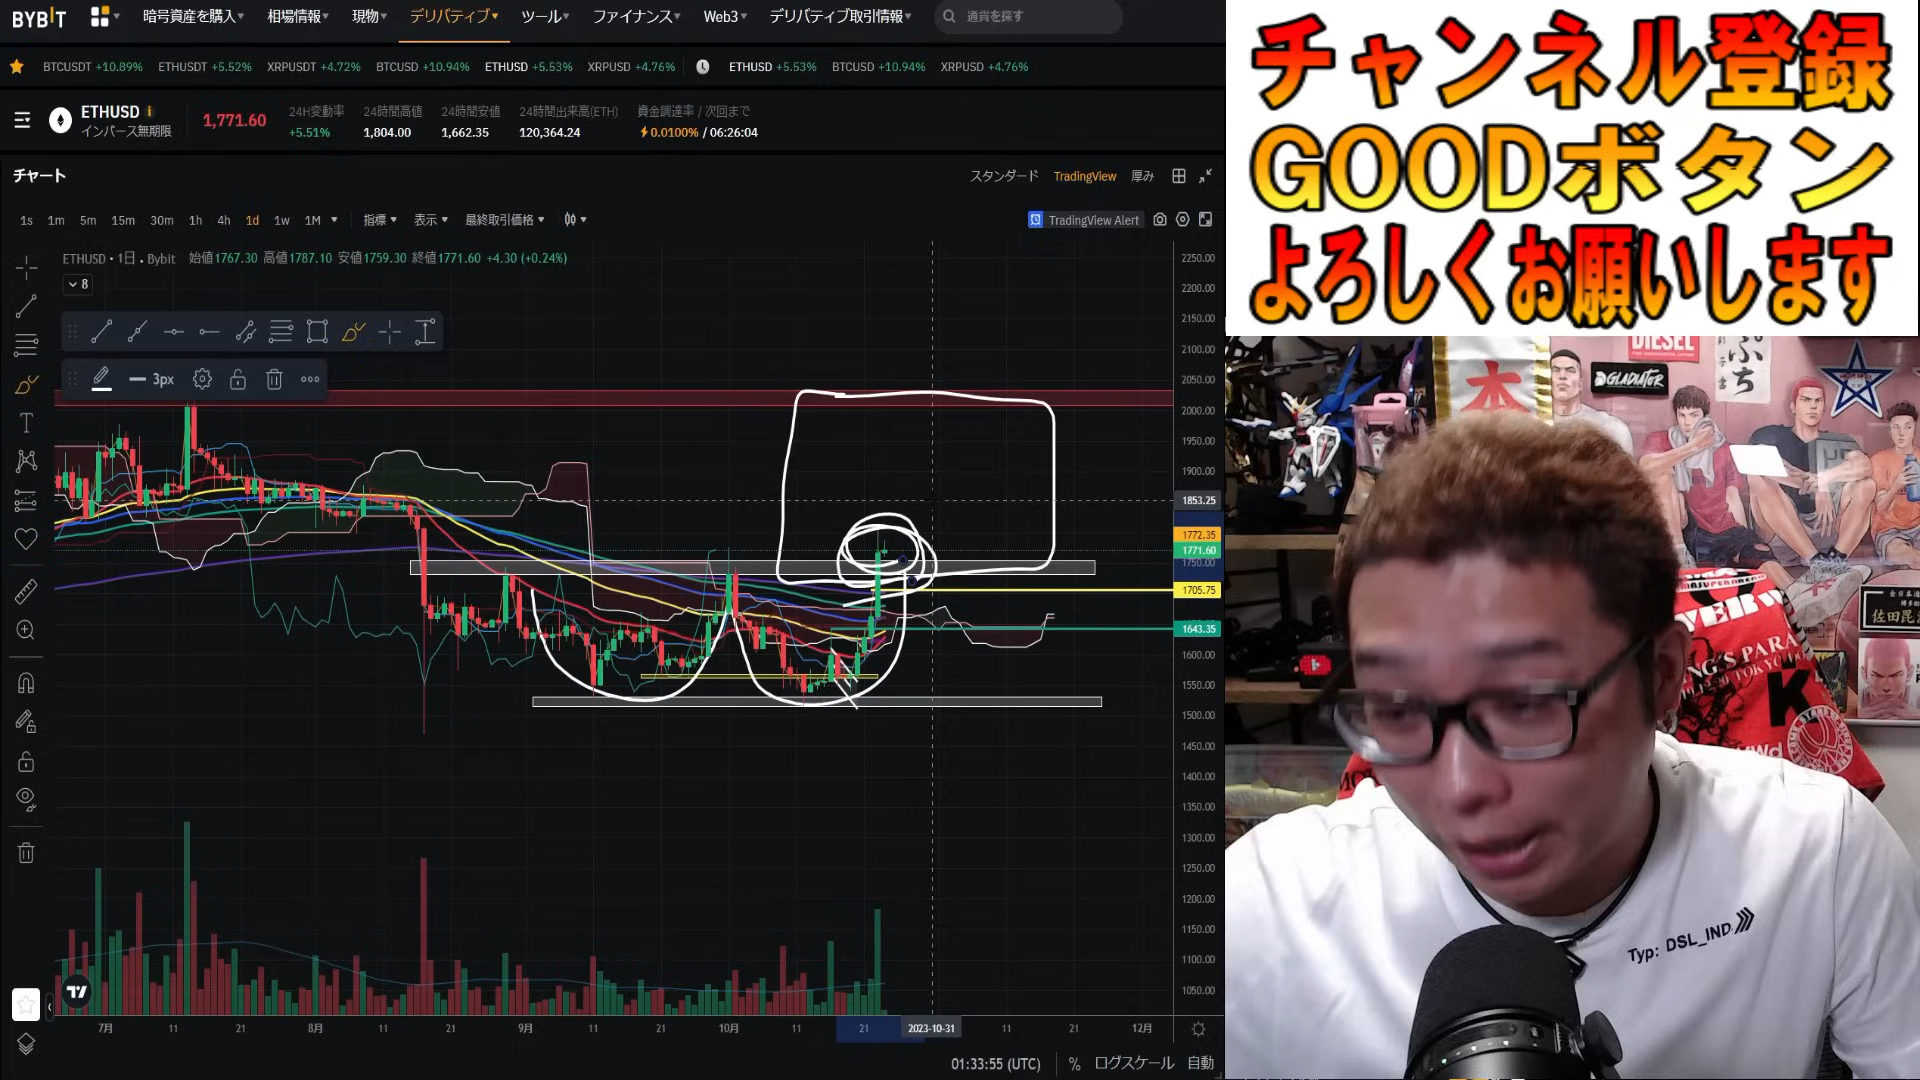 BYBIT
暗号資産を購入 相場情報 現物 デリバティブ ツール ファイナンス Web3 デリバティブ取引情報 通貨を探す
BTCUSDT +10.89% ETHUSDT +5.52% XRPUSDT +4.72% BTCUSD +10.94% ETHUSD +5.53% XRPUSD +4.76% ETHUSD +5.53% BTCUSD +10.94% XRPUSD +4.76%
ETHUSD
インバース無期限
1,771.60
24H変動率
+5.51%
24時間高値
1,804.00
24時間安値
1,662.35
24時間出来高(ETH)
120,364.24
資金調達率 / 次回まで
0.0100% / 06:26:04
チャート
スタンダード TradingView 厚み
1s 1m 5m 15m 30m 1h 4h 1d 1w 1M 指標 表示 最終取引価格
TradingView Alert
ETHUSD • 1日 • Bybit 始値1767.30 高値1787.10 安値1759.30 終値1771.60 +4.30 (+0.24%)
8
3px
2250.00
2200.00
2150.00
2100.00
2050.00
2000.00
1950.00
1900.00
1853.25
1772.35
1771.60
1750.00
1705.75
1643.35
1600.00
1550.00
1500.00
1450.00
1400.00
1350.00
1300.00
1250.00
1200.00
1150.00
1100.00
1050.00
7月 11 21 8月 11 21 9月 11 21 10月 11 21 2023-10-31 11 21 12月
01:33:55 (UTC) % ログスケール 自動
チャンネル登録
GOODボタン
よろしくお願いします
DIESEL
GLADIATOR
Typ: DSL_IND